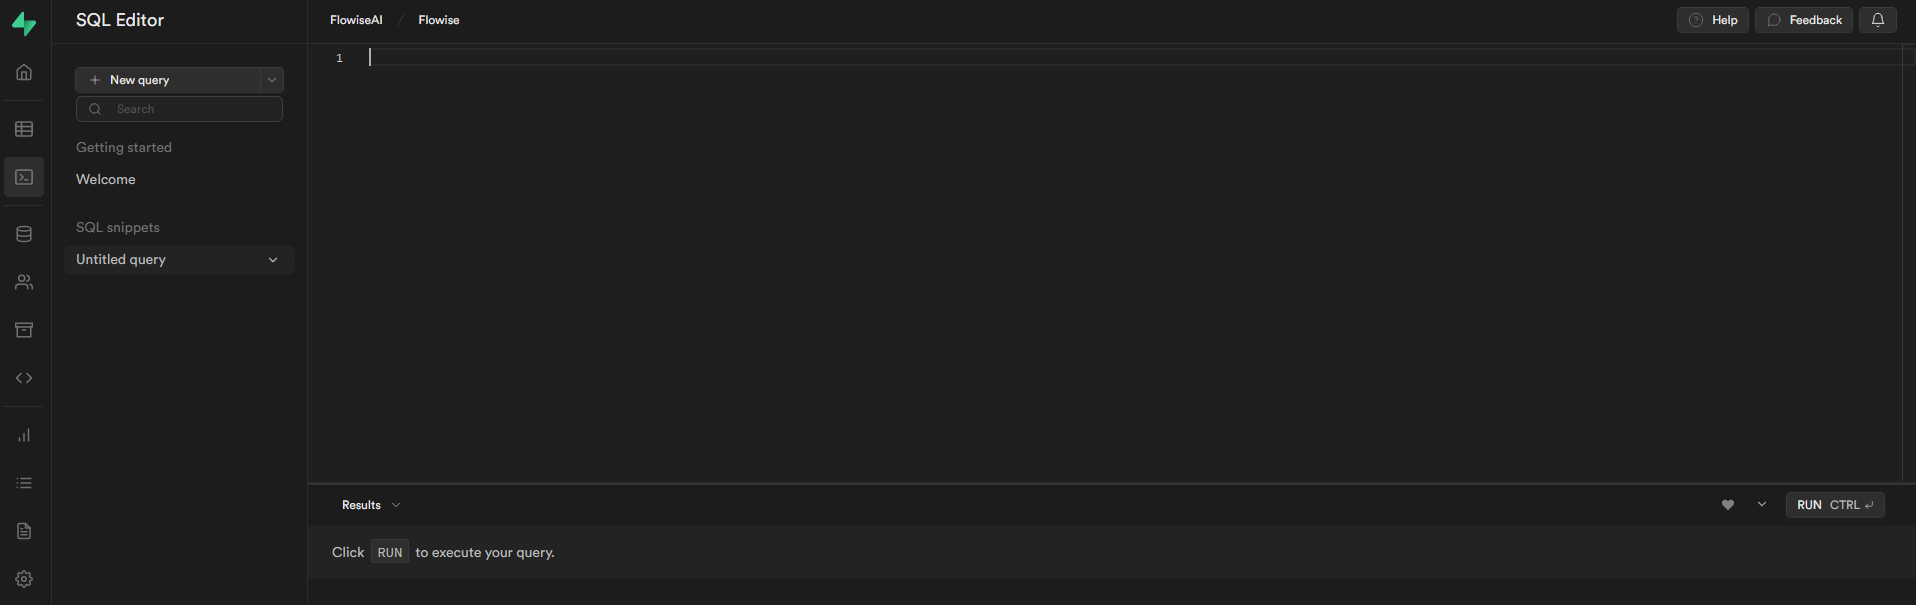 SQL Editor
FlowiseAI / Flowise
Help
Feedback
New query
Search
Getting started
Welcome
SQL snippets
Untitled query
1
Results
RUN CTRL ↵
Click RUN to execute your query.